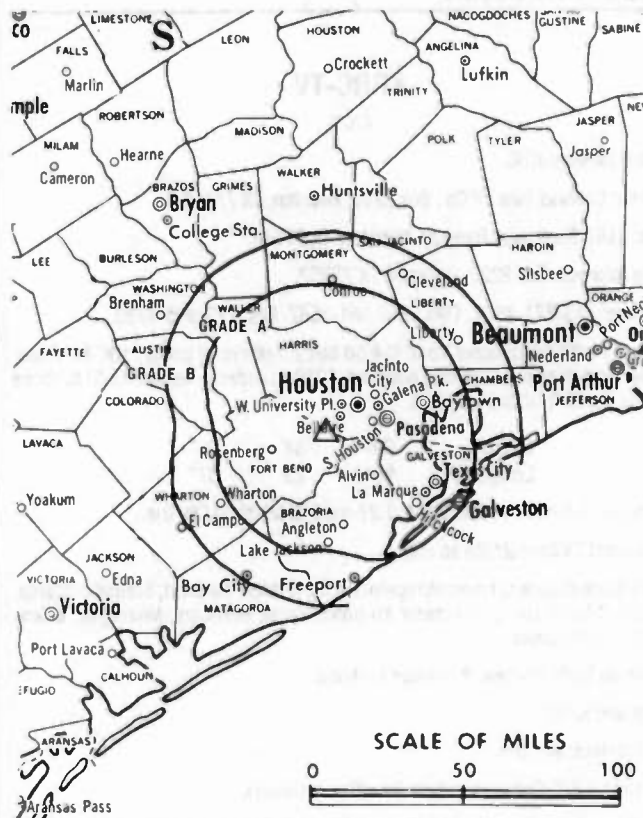 co
LIMESTONE
S
FALLS
Marlin
LEON
HOUSTON
Crockett
NACOGDOCHES
ANGELINA
Lufkin
GUSTINE
SABINE
mple
ROBERTSON
TRINITY
MADISON
POLK
TYLER
JASPER
Jasper
NE
MILAM
Cameron
Hearne
BRAZOS
Bryan
College Sta.
GRIMES
WALKER
Huntsville
SAN JACINTO
HARDIN
Silsbee
LEE
BURLESON
MONTGOMERY
Conroe
Cleveland
WASHINGTON
Brenham
WALLER
GRADE A
LIBERTY
Liberty
ORANGE
Beaumont
Port Nec
FAYETTE
AUSTIN
GRADE B
HARRIS
Nederland
Gr
O
Port Arthur
JEFFERSON
COLORADO
Houston
Jacinto
City
Galena Pk.
CHAMBERS
Baytown
W. University Pl.
Bellaire
Pasadena
S. Houston
LAVACA
Rosenberg
FORT BEND
GALVESTON
Texas City
Alvin
La Marque
Yoakum
WHARTON
Wharton
El Campo
BRAZORIA
Angleton
Hitchcock
Galveston
Lake Jackson
JACKSON
Edna
Bay City
Freeport
VICTORIA
Victoria
MATAGORDA
Port Lavaca
CALHOUN
EFUGIO
ARANSAS
Aransas Pass
SCALE OF MILES
0 50 100